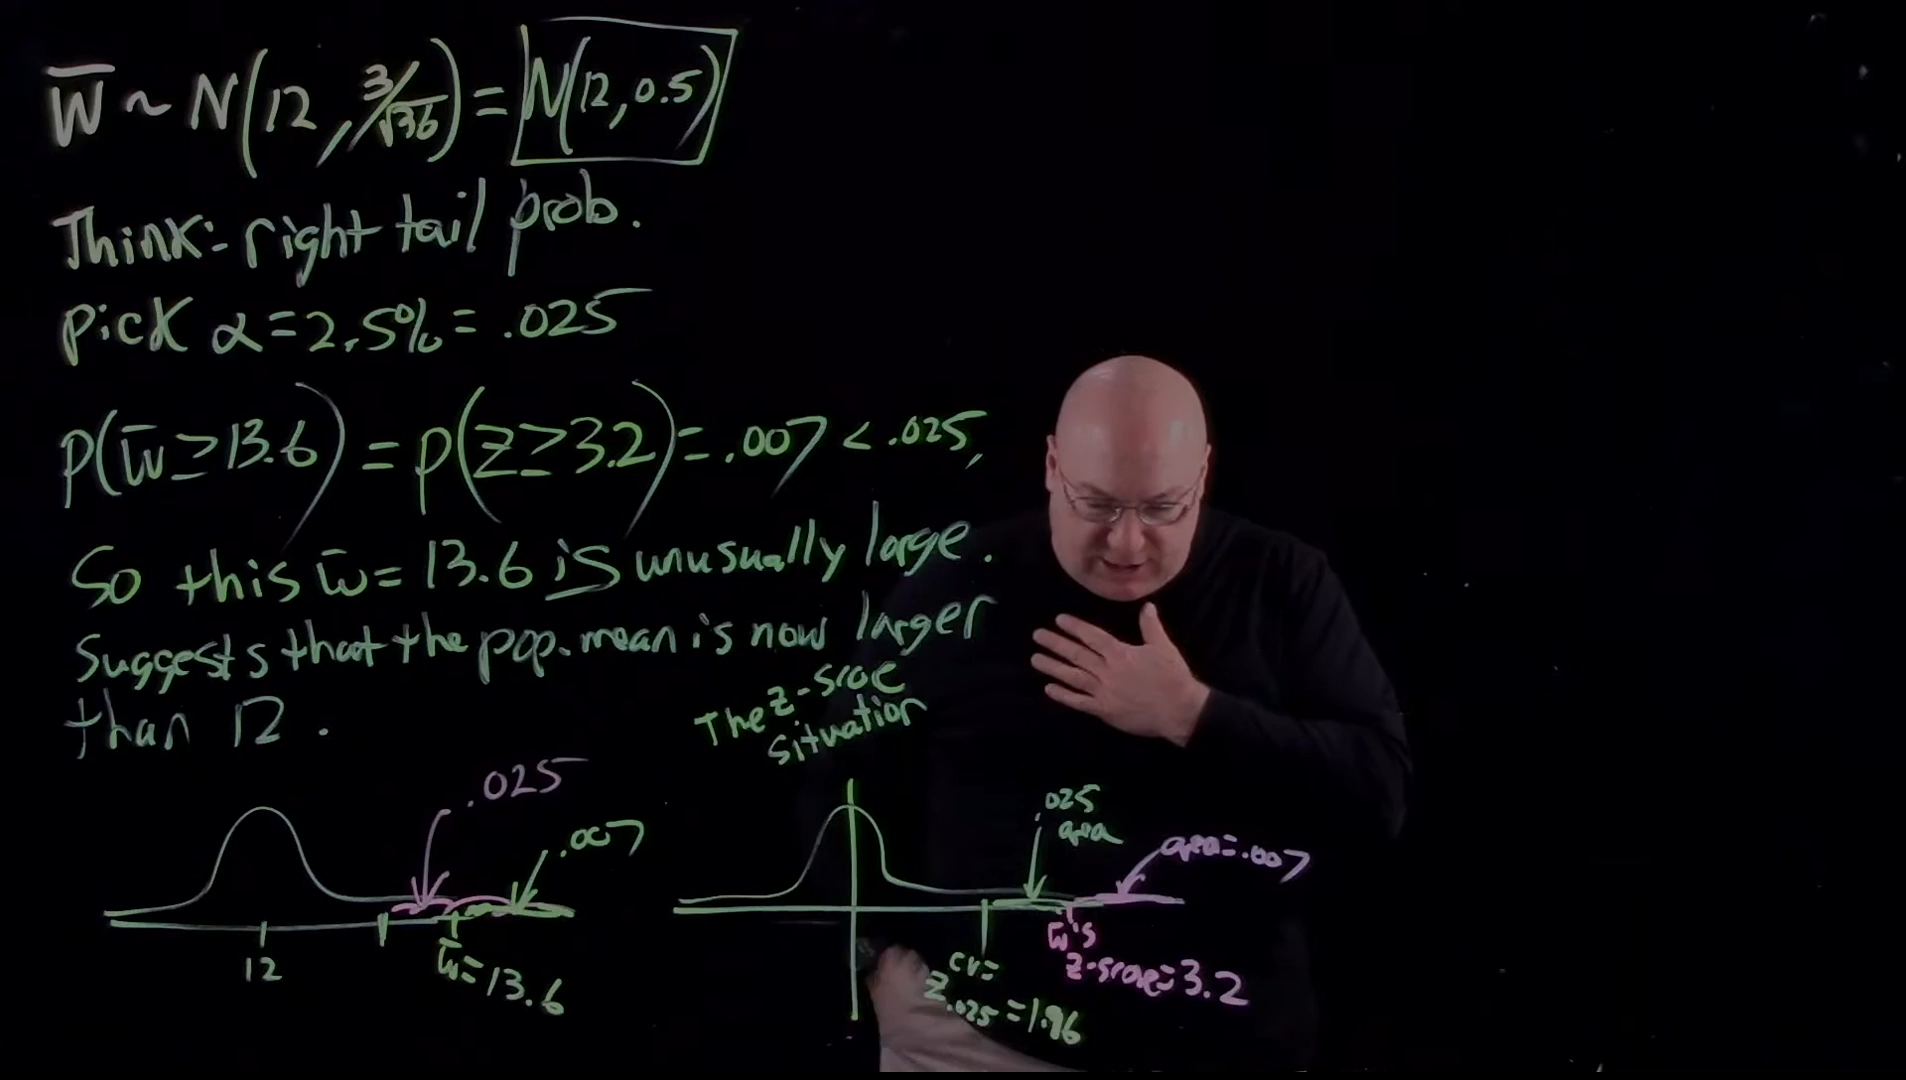 W̄ ~ N(12, 3/√36) = N(12, 0.5)
Think: right tail prob.
pick α = 2.5% = .025
P(w̄ ≥ 13.6) = P(Z ≥ 3.2) = .007 < .025,
So this w̄ = 13.6 is unusually large.
Suggests that the pop. mean is now larger
than 12.
The z-scroe
situation
.025
.007
12
w̄ = 13.6
.025
area
area = .007
cv =
z.025 = 1.96
w̄'s
z-scroe = 3.2